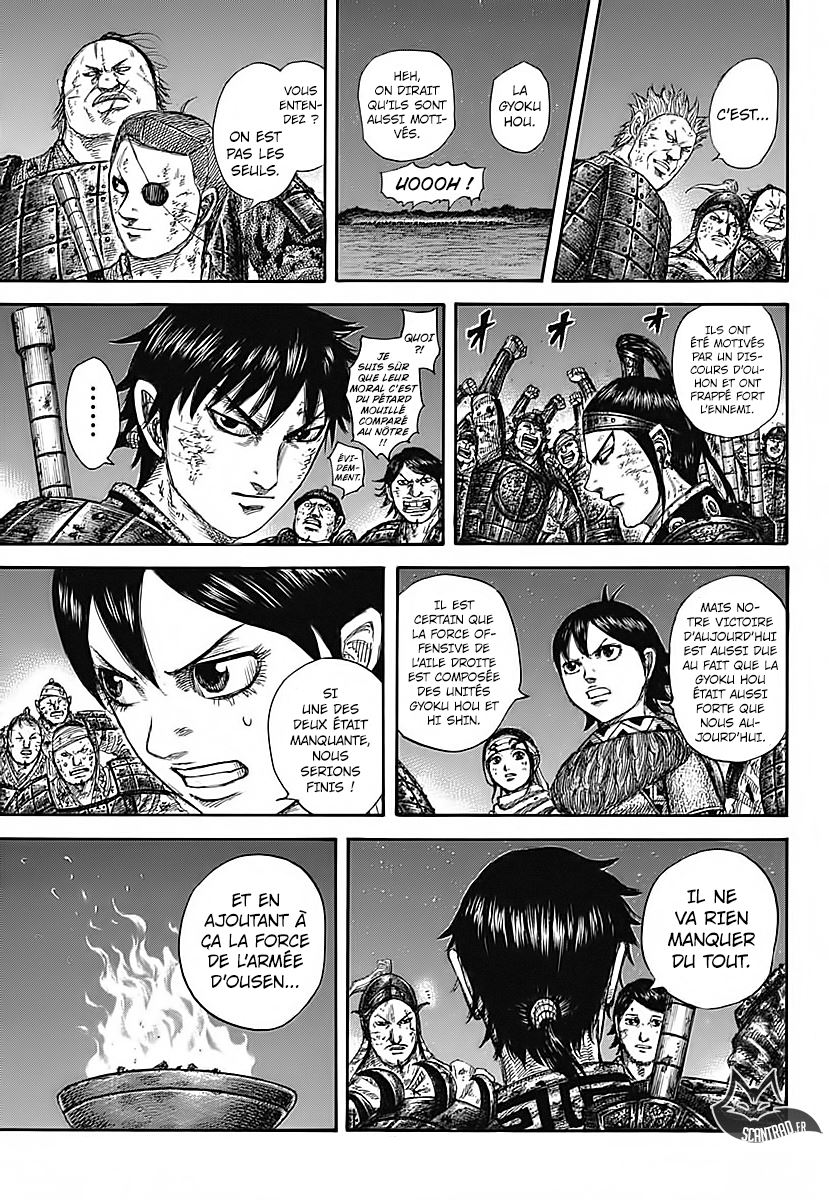 C'EST...
LA
GYOKU
HOU.
HEH,
ON DIRAIT
QU'ILS SONT
AUSSI MOTI-
VÉS.
UOOOH !
VOUS
ENTEN-
DEZ ?
ON EST
PAS LES
SEULS.
ILS ONT
ÉTÉ MOTIVÉS
PAR UN DIS-
COURS D'OU-
HON ET ONT
FRAPPÉ FORT
L'ENNEMI.
QUOI
?!
JE
SUIS SÛR
QUE LEUR
MORAL C'EST
DU PÉTARD
MOUILLÉ
COMPARÉ
AU NÔTRE
!!
ÉVI-
DEM-
MENT.
.....
MAIS NO-
TRE VICTOIRE
D'AUJOURD'HUI
EST AUSSI DUE
AU FAIT QUE LA
GYOKU HOU
ÉTAIT AUSSI
FORTE QUE
NOUS AU-
JOURD'HUI.
IL EST
CERTAIN QUE
LA FORCE OF-
FENSIVE DE
L'AILE DROITE
EST COMPOSÉE
DES UNITÉS
GYOKU HOU ET
HI SHIN.
SI
UNE DES
DEUX ÉTAIT
MANQUANTE,
NOUS
SERIONS
FINIS !
IL NE
VA RIEN
MANQUER
DU TOUT.
ET EN
AJOUTANT À
ÇA LA FORCE
DE L'ARMÉE
D'OUSEN...
SCANTRAD.FR